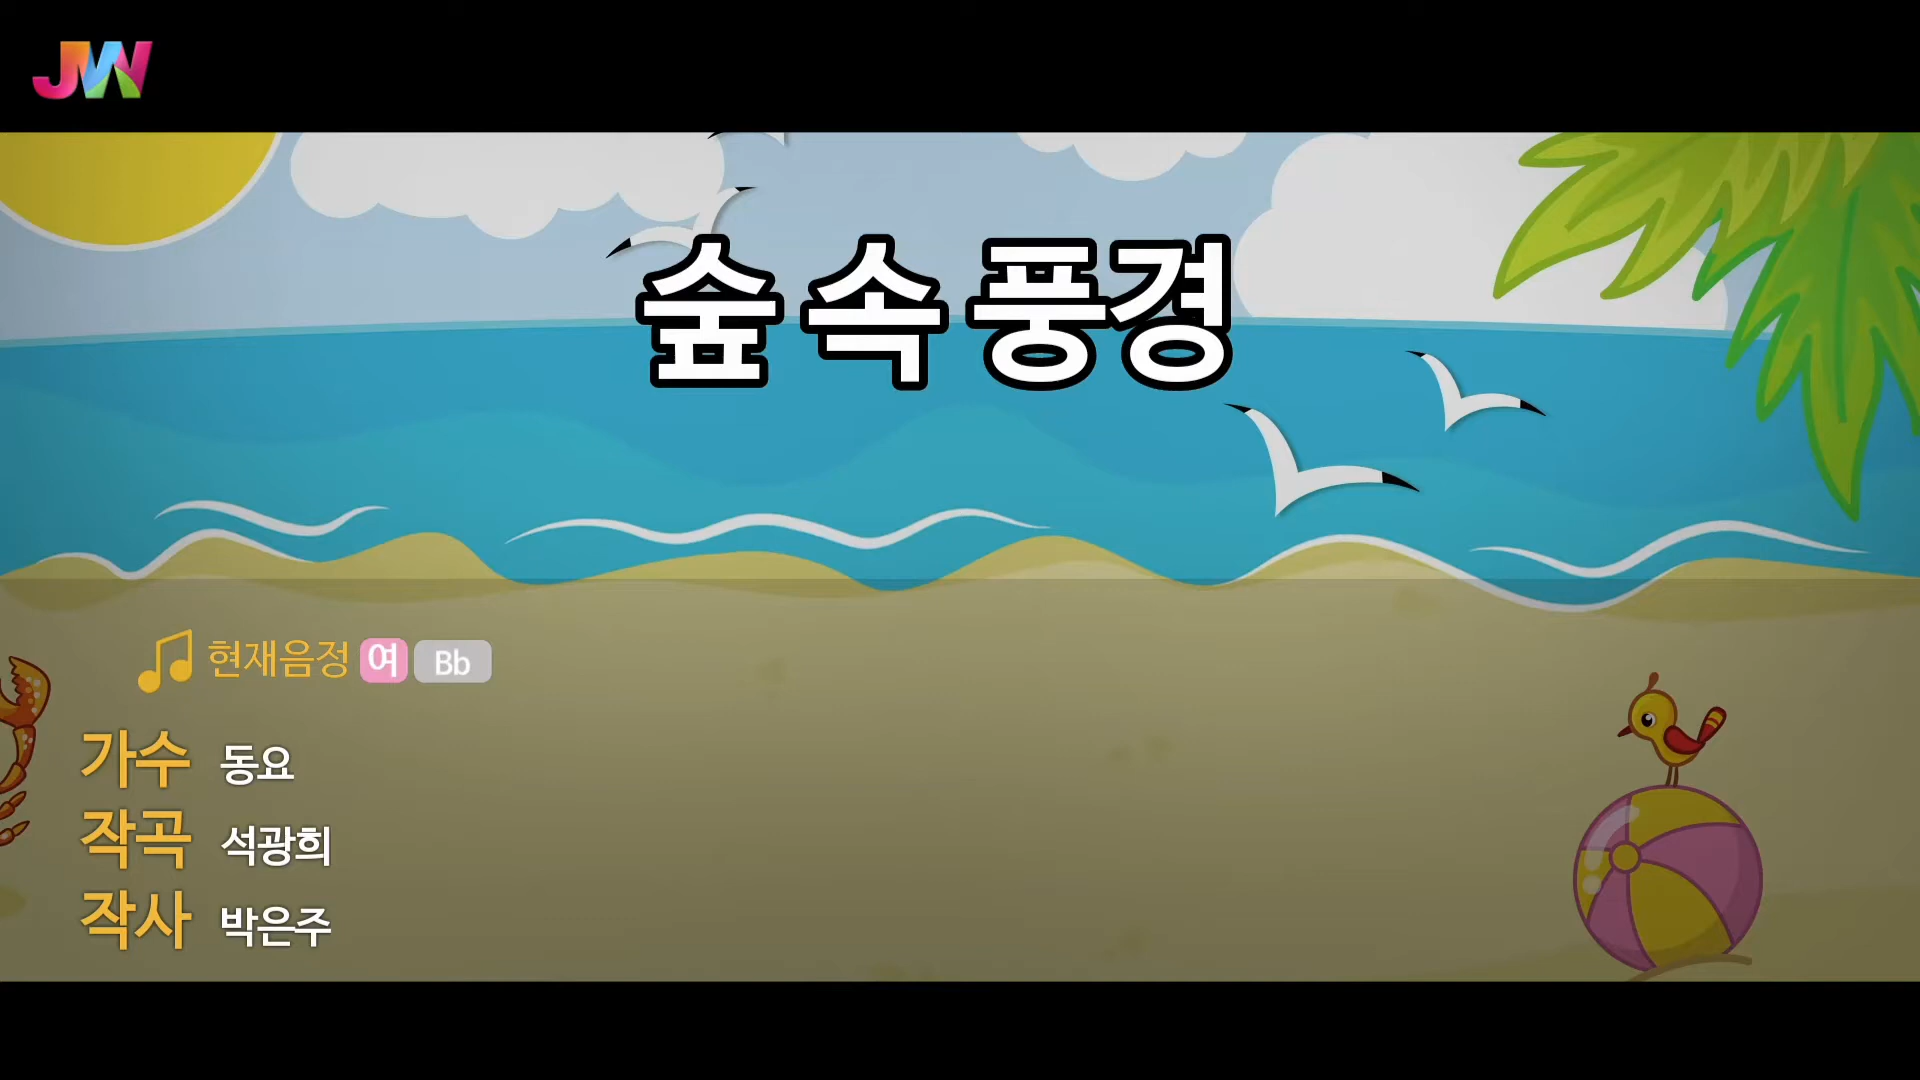 JW
숲 속 풍경
현재음정 여 Bb
가수 동요
작곡 석광희
작사 박은주